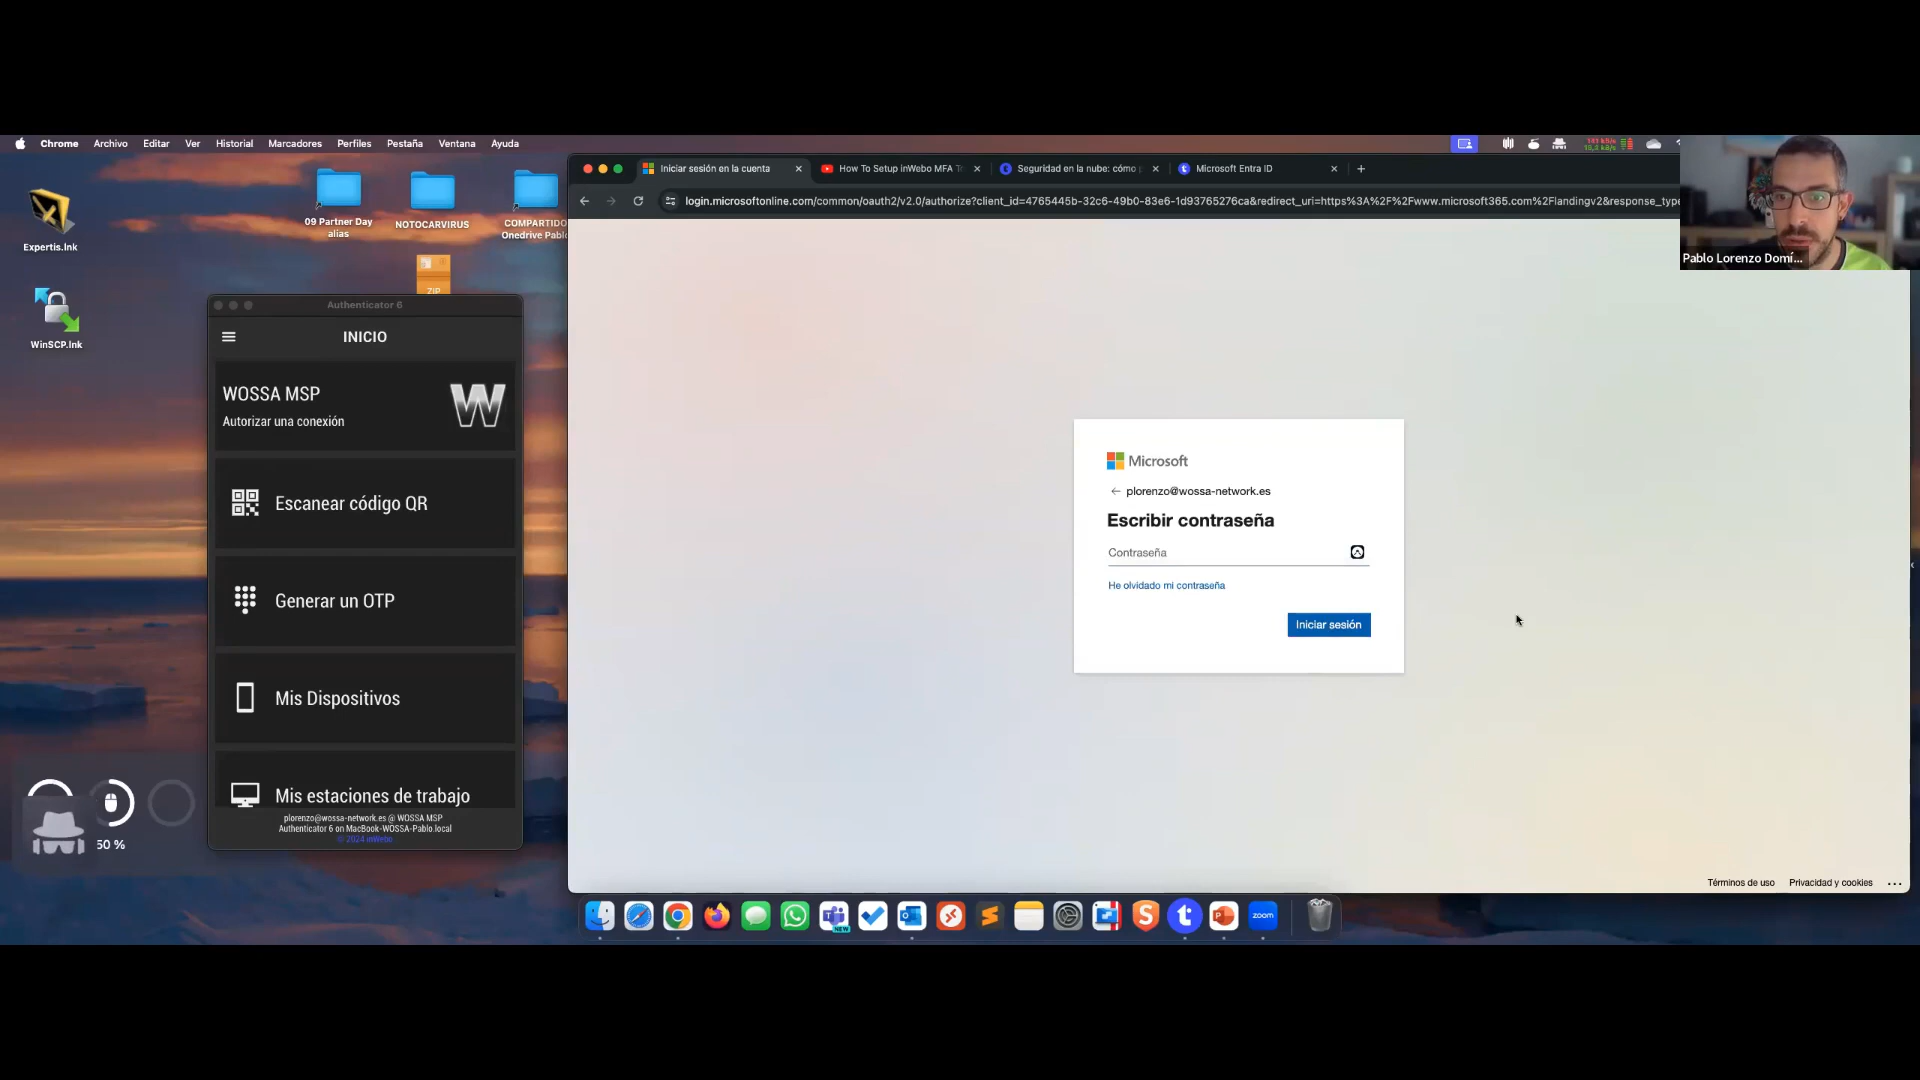 Chrome Archivo Editar Ver Historial Marcadores Perfiles Pestaña Ventana Ayuda
Iniciar sesión en la cuenta
How To Setup inWebo MFA T
Seguridad en la nube: cómo
Microsoft Entra ID
login.microsoftonline.com/common/oauth2/v2.0/authorize?client_id=4765445b-32c6-49b0-83e6-1d93765276ca&redirect_uri=https%3A%2F%2Fwww.microsoft365.com%2Flandingv2&response_type
Pablo Lorenzo Domí...
Expertis.lnk
09 Partner Day
alias
NOTOCARVIRUS
COMPARTIDO
Onedrive Pablo
ZIP
WinSCP.lnk
Authenticator 6
INICIO
WOSSA MSP
Autorizar una conexión
W
Escanear código QR
Generar un OTP
Mis Dispositivos
Mis estaciones de trabajo
plorenzo@wossa-network.es @ WOSSA MSP
Authenticator 6 on MacBook-WOSSA-Pablo.local
© 2024 inWebo
50 %
Microsoft
plorenzo@wossa-network.es
Escribir contraseña
Contraseña
He olvidado mi contraseña
Iniciar sesión
Términos de uso Privacidad y cookies
NEW
zoom